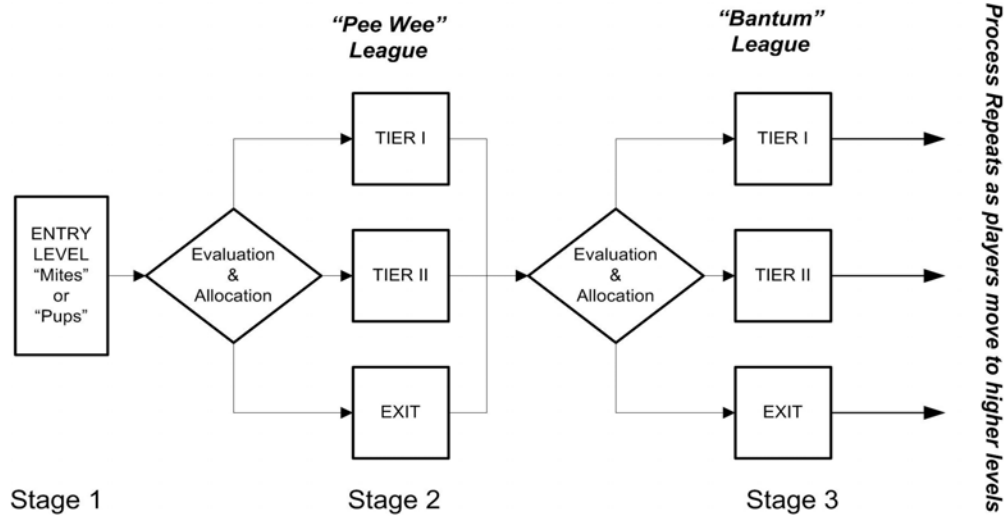 “Pee Wee”
League
“Bantum”
League
Process Repeats as players move to higher levels
TIER I
TIER I
ENTRY
LEVEL
“Mites”
or
“Pups”
Evaluation
&
Allocation
TIER II
Evaluation
&
Allocation
TIER II
EXIT
EXIT
Stage 1
Stage 2
Stage 3